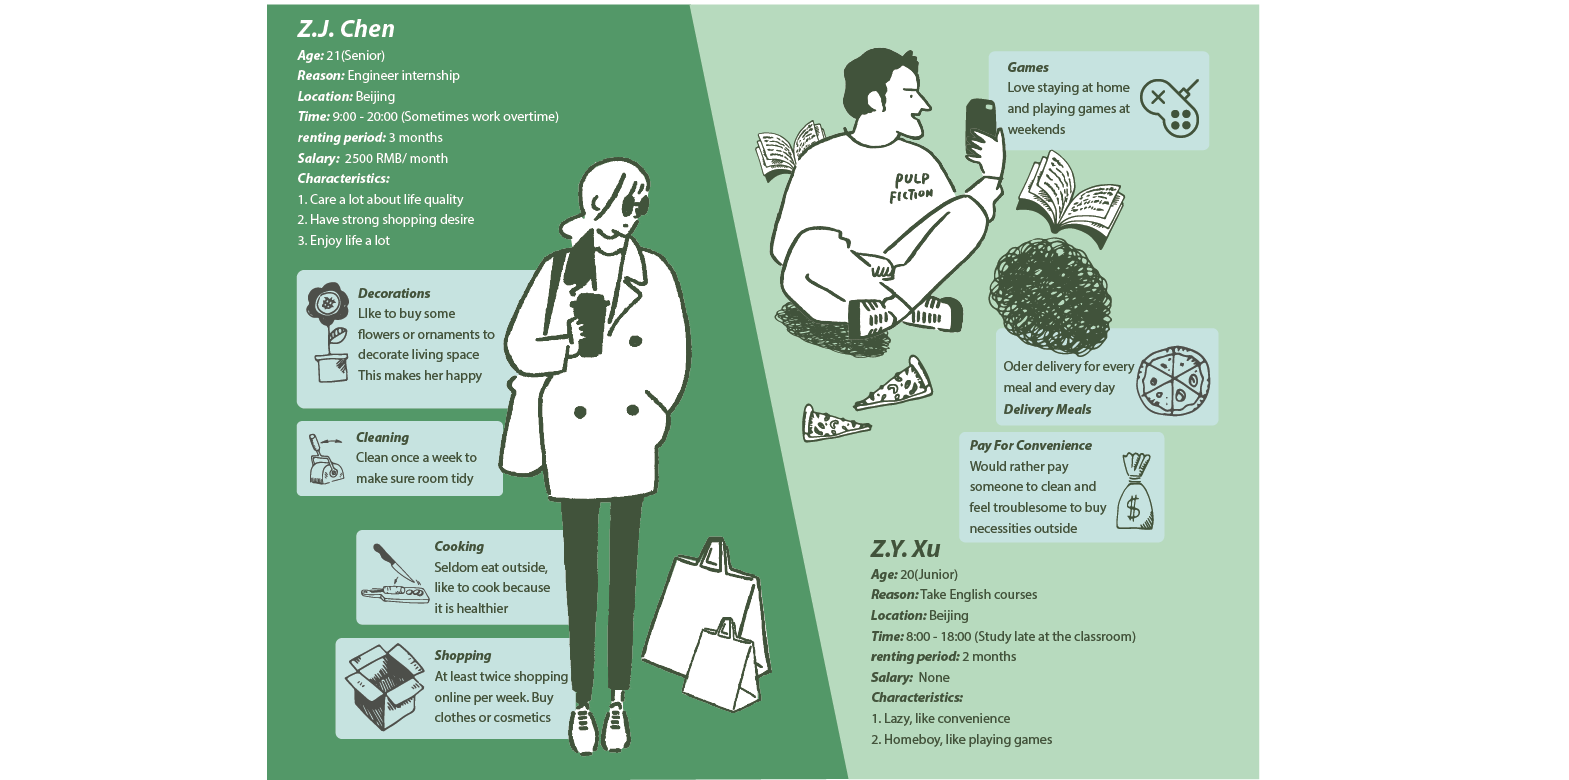 Z.J. Chen
Age: 21(Senior)
Reason: Engineer internship
Location: Beijing
Time: 9:00 - 20:00 (Sometimes work overtime)
renting period: 3 months
Salary: 2500 RMB/ month
Characteristics:
1. Care a lot about life quality
2. Have strong shopping desire
3. Enjoy life a lot
Decorations
LIke to buy some
flowers or ornaments to
decorate living space
This makes her happy
Cleaning
Clean once a week to
make sure room tidy
Cooking
Seldom eat outside,
like to cook because
it is healthier
Shopping
At least twice shopping
online per week. Buy
clothes or cosmetics
Games
Love staying at home
and playing games at
weekends
PULP
FICTION
Oder delivery for every
meal and every day
Delivery Meals
Pay For Convenience
Would rather pay
someone to clean and
feel troublesome to buy
necessities outside
$
Z.Y. Xu
Age: 20(Junior)
Reason: Take English courses
Location: Beijing
Time: 8:00 - 18:00 (Study late at the classroom)
renting period: 2 months
Salary: None
Characteristics:
1. Lazy, like convenience
2. Homeboy, like playing games